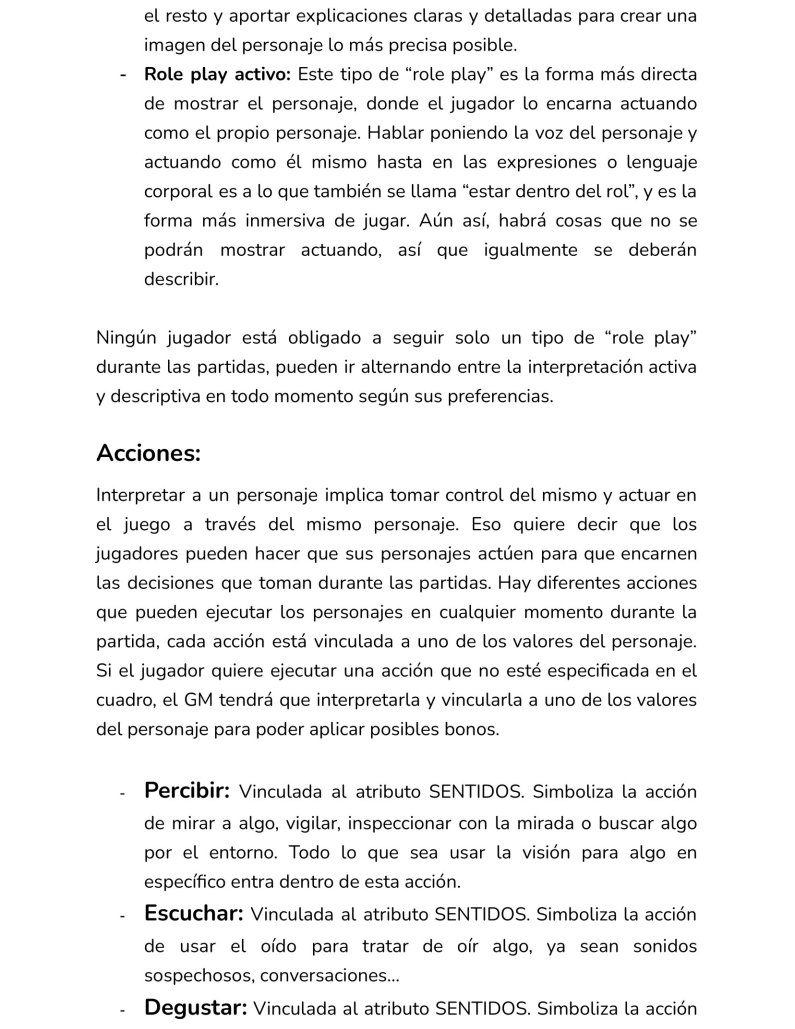 el resto y aportar explicaciones claras y detalladas para crear una
imagen del personaje lo más precisa posible.
- Role play activo: Este tipo de “role play” es la forma más directa
de mostrar el personaje, donde el jugador lo encarna actuando
como el propio personaje. Hablar poniendo la voz del personaje y
actuando como él mismo hasta en las expresiones o lenguaje
corporal es a lo que también se llama “estar dentro del rol”, y es la
forma más inmersiva de jugar. Aún así, habrá cosas que no se
podrán mostrar actuando, así que igualmente se deberán
describir.
Ningún jugador está obligado a seguir solo un tipo de “role play”
durante las partidas, pueden ir alternando entre la interpretación activa
y descriptiva en todo momento según sus preferencias.
Acciones:
Interpretar a un personaje implica tomar control del mismo y actuar en
el juego a través del mismo personaje. Eso quiere decir que los
jugadores pueden hacer que sus personajes actúen para que encarnen
las decisiones que toman durante las partidas. Hay diferentes acciones
que pueden ejecutar los personajes en cualquier momento durante la
partida, cada acción está vinculada a uno de los valores del personaje.
Si el jugador quiere ejecutar una acción que no esté especificada en el
cuadro, el GM tendrá que interpretarla y vincularla a uno de los valores
del personaje para poder aplicar posibles bonos.
- Percibir: Vinculada al atributo SENTIDOS. Simboliza la acción
de mirar a algo, vigilar, inspeccionar con la mirada o buscar algo
por el entorno. Todo lo que sea usar la visión para algo en
específico entra dentro de esta acción.
- Escuchar: Vinculada al atributo SENTIDOS. Simboliza la acción
de usar el oído para tratar de oír algo, ya sean sonidos
sospechosos, conversaciones...
- Degustar: Vinculada al atributo SENTIDOS. Simboliza la acción